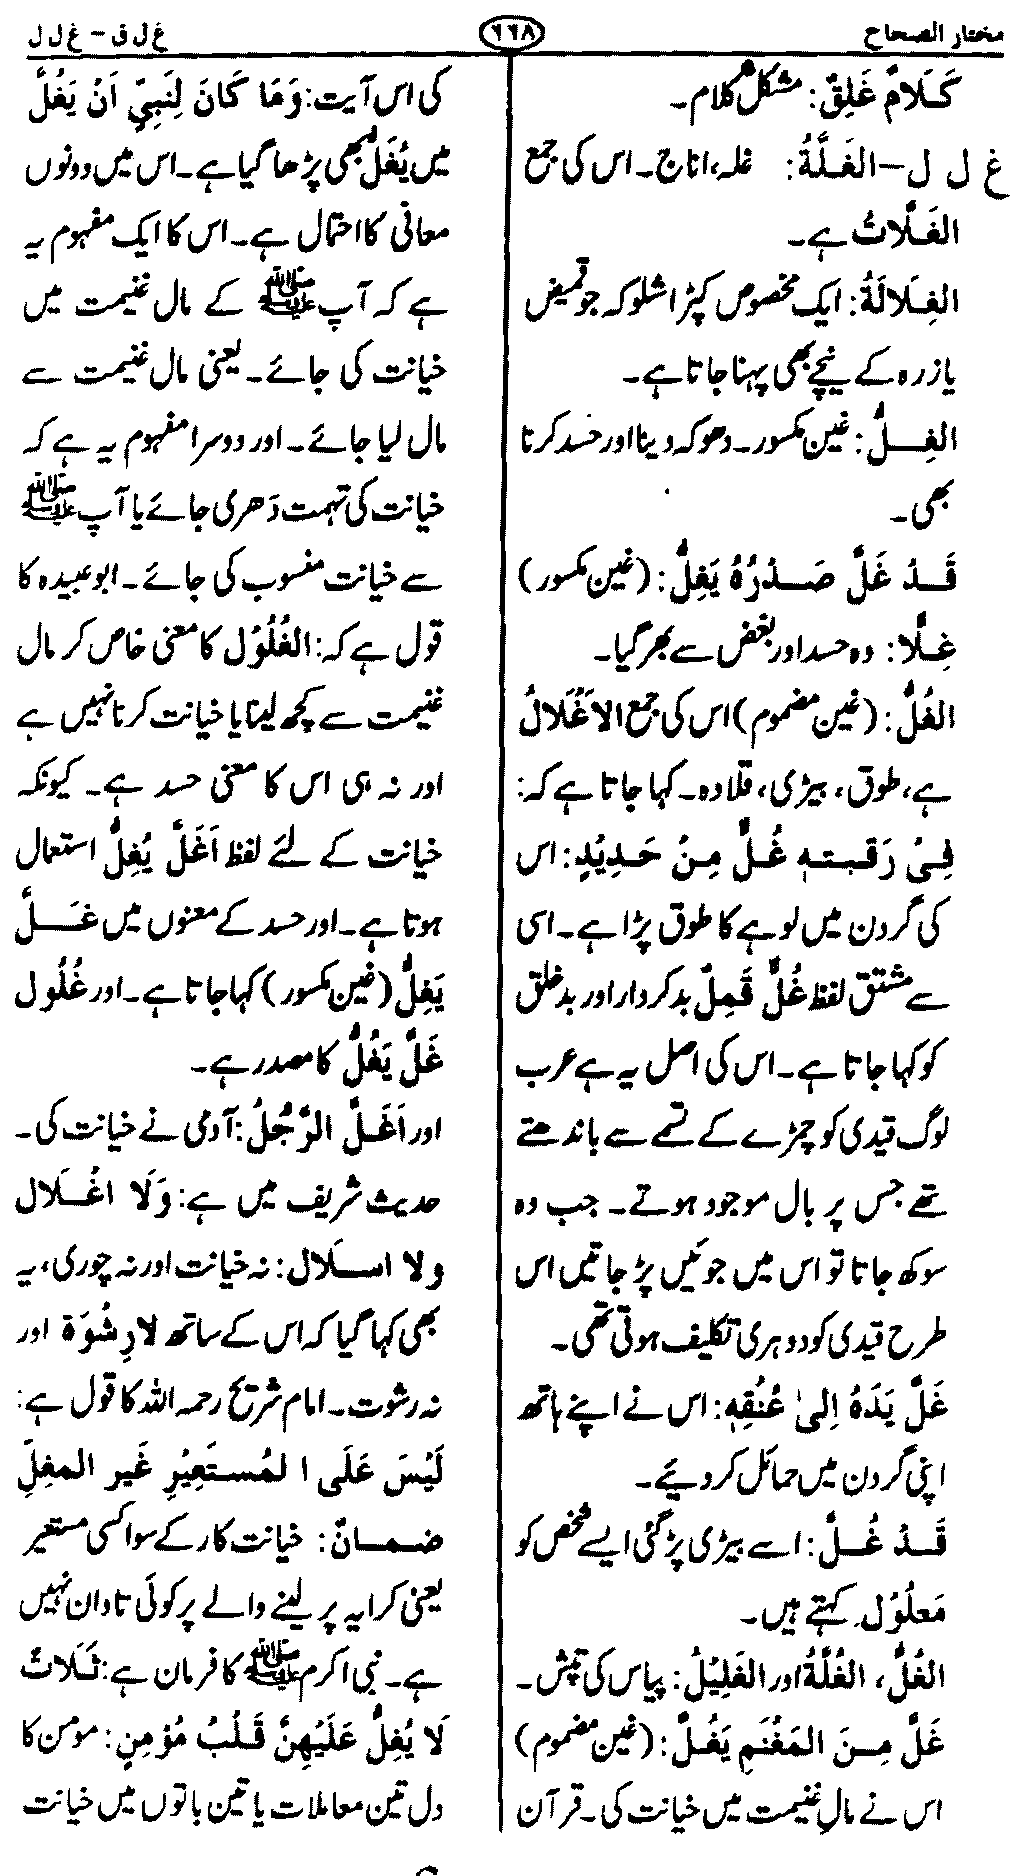 مختار الصحاح
۶۶۸
غ ل ق – غ ل ل
کَلَامٌ غَلِقٌ: مشکل کلام۔
غ ل ل – الغَلَّةُ: غلہ، اناج۔ اس کی جمع
الغَلَّاتُ ہے۔
الغِلَالَةُ: ایک مخصوص کپڑا شلوکہ جو قمیض
یا زرہ کے نیچے بھی پہنا جاتا ہے۔
الغِلُّ: غین مکسور۔ دھوکہ دینا اور حسد کرنا
بھی۔
قَدْ غَلَّ صَدْرُهُ يَغِلُّ: (غین مکسور)
غِلًّا: وہ حسد اور بغض سے بھر گیا۔
الغُلُّ: (غین مضموم) اس کی جمع الاَغْلَالُ
ہے، طوق، بیڑی، قلادہ۔ کہا جاتا ہے کہ:
فِیْ رَقَبتهٖ غُلٌّ مِنْ حَدِیْدٍ: اس
کی گردن میں لوہے کا طوق پڑا ہے۔ اسی
سے مشتق لفظ غُلٌّ قَمِلٌ بدکردار اور بدخلق
کو کہا جاتا ہے۔ اس کی اصل یہ ہے عرب
لوگ قیدی کو چمڑے کے تسمے سے باندھتے
تھے جس پر بال موجود ہوتے۔ جب وہ
سوکھ جاتا تو اس میں جوئیں پڑ جاتیں اس
طرح قیدی کو دوہری تکلیف ہوتی تھی۔
غَلَّ یَدَهُ اِلیٰ عُنُقِهٖ: اس نے اپنے ہاتھ
اپنی گردن میں حمائل کر دیئے۔
قَدْ غُلَّ: اسے بیڑی پڑ گئی ایسے شخص کو
مَغلُوْل کہتے ہیں۔
الغُلُّ، الغُلَّةُ اور الغَلِیْلُ: پیاس کی تپش۔
غَلَّ مِنَ المَغْنَمِ یَغُلُّ: (غین مضموم)
اس نے مالِ غنیمت میں خیانت کی۔ قرآن
کی اس آیت: وَمَا کَانَ لِنَبِیٍّ اَنْ یَغُلَّ
میں یُغَلَّ بھی پڑھا گیا ہے۔ اس میں دونوں
معانی کا احتمال ہے۔ اس کا ایک مفہوم یہ
ہے کہ آپ ﷺ کے مال غنیمت میں
خیانت کی جائے۔ یعنی مال غنیمت سے
مال لیا جائے۔ اور دوسرا مفہوم یہ ہے کہ
خیانت کی تہمت دَھری جائے یا آپ ﷺ
سے خیانت منسوب کی جائے۔ ابوعبیدہ کا
قول ہے کہ: الغُلُوْل کا معنی خاص کر مال
غنیمت سے کچھ لینا یا خیانت کرنا نہیں ہے
اور نہ ہی اس کا معنی حسد ہے۔ کیونکہ
خیانت کے لئے لفظ اَغَلَّ یُغِلُّ استعمال
ہوتا ہے۔ اور حسد کے معنوں میں غَلَّ
یَغِلُّ (غین مکسور) کہا جاتا ہے۔ اور غُلُول
غَلَّ یَغُلُّ کا مصدر ہے۔
اور اَغَلَّ الرَّجُلُ: آدمی نے خیانت کی۔
حدیث شریف میں ہے: وَلَا اغْلَال
ولا اسلَال: نہ خیانت اور نہ چوری، یہ
بھی کہا گیا کہ اس کے ساتھ لا رِشْوَة اور
نہ رشوت۔ امام شریح رحمہ اللہ کا قول ہے:
لَیْسَ عَلَی المُسْتَعِیْرِ غَیر المغِلِّ
ضَمانٌ: خیانت کار کے سوا کسی مستعیر
یعنی کرایہ پر لینے والے پر کوئی تاوان نہیں
ہے۔ نبی اکرم ﷺ کا فرمان ہے: ثَلَاثٌ
لَا یُغِلُّ عَلَیْهِنَّ قَلْبُ مُؤْمِنٍ: مومن کا
دل تین معاملات یا تین باتوں میں خیانت